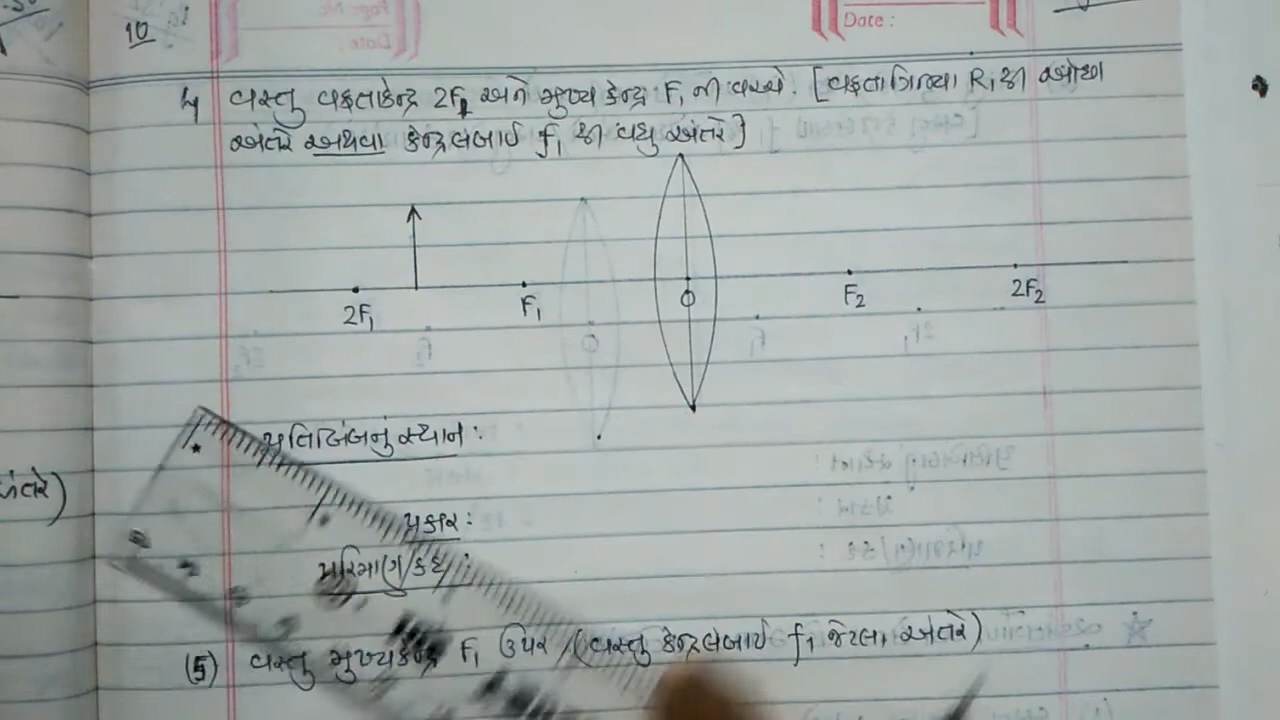 10
Date :
4 વસ્તુ વક્રતાકેન્દ્ર 2F₁ અને મુખ્ય કેન્દ્ર F₁ ની વચ્ચે. [વક્રતાત્રિજ્યા R₁ થી ઓછા
અંતરે અથવા કેન્દ્રલંબાઈ f₁ થી વધુ અંતરે]
2F₁ F₁ O F₂ 2F₂
પ્રતિબિંબનું સ્થાન :
પ્રકાર :
પરિમાણ/કદ :
(5) વસ્તુ મુખ્યકેન્દ્ર F₁ ઉપર (વસ્તુ કેન્દ્રલંબાઈ f₁ જેટલા અંતરે)